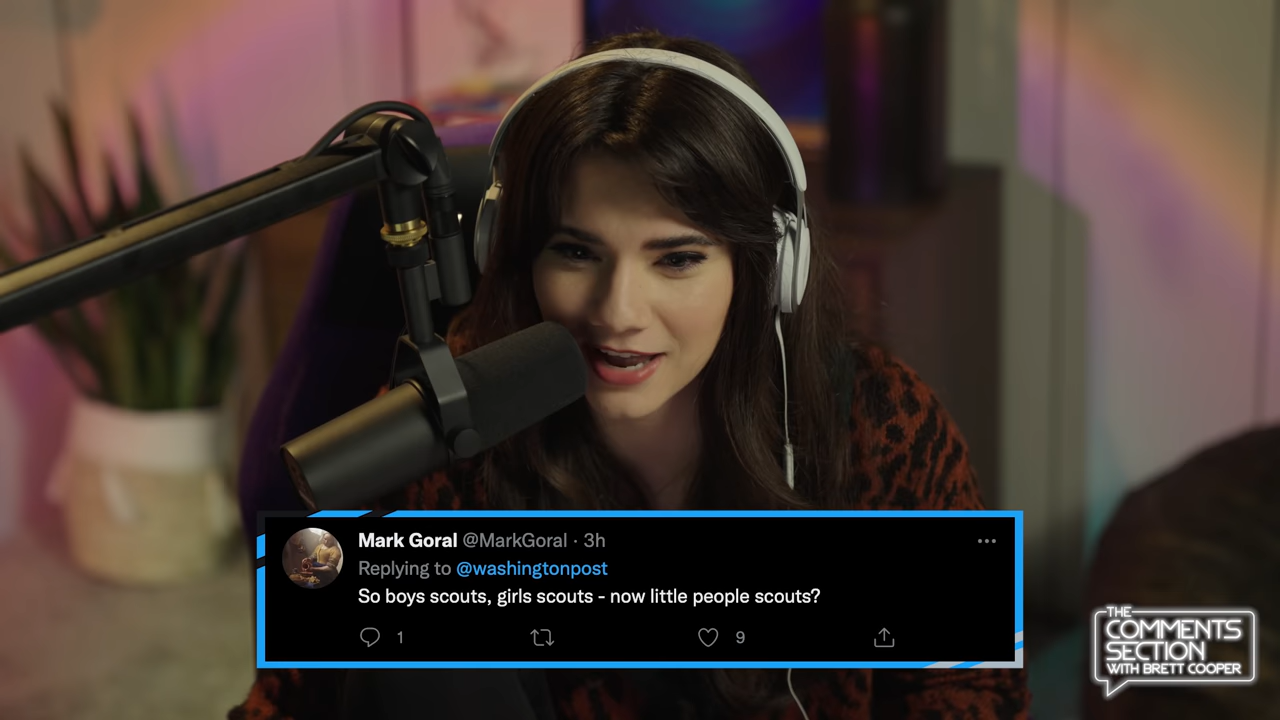 Mark Goral @MarkGoral · 3h
Replying to @washingtonpost
So boys scouts, girls scouts - now little people scouts?
1 9
THE
COMMENTS
SECTION
WITH BRETT COOPER